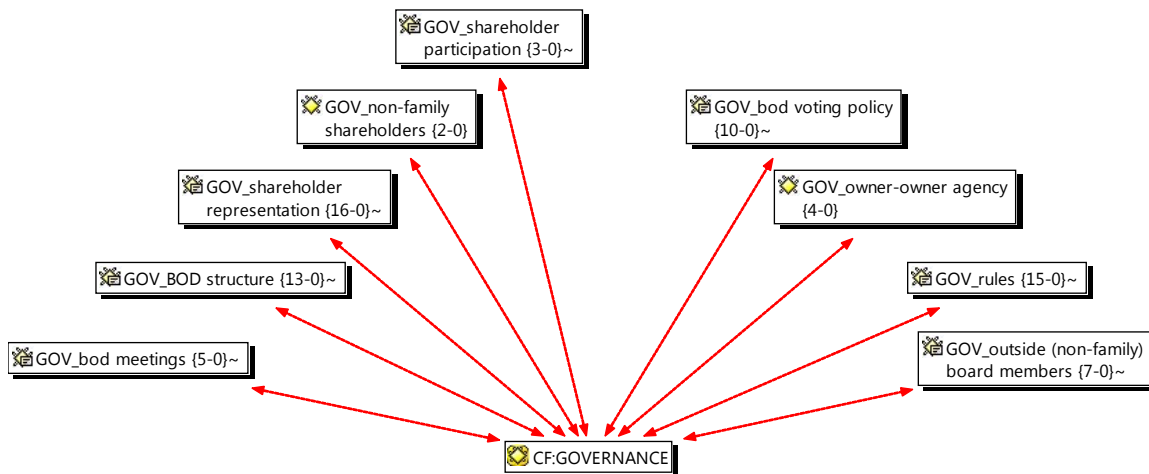 GOV_shareholder
participation {3-0}~
GOV_non-family
shareholders {2-0}
GOV_bod voting policy
{10-0}~
GOV_shareholder
representation {16-0}~
GOV_owner-owner agency
{4-0}
GOV_BOD structure {13-0}~
GOV_rules {15-0}~
GOV_bod meetings {5-0}~
GOV_outside (non-family)
board members {7-0}~
CF:GOVERNANCE